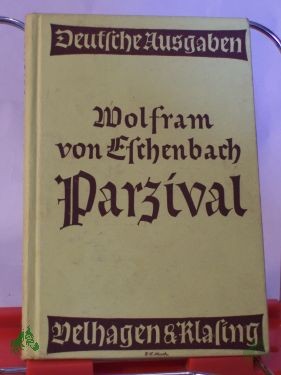 Deutsche Ausgaben
Wolfram
von Eschenbach
Parzival
Velhagen & Klasing